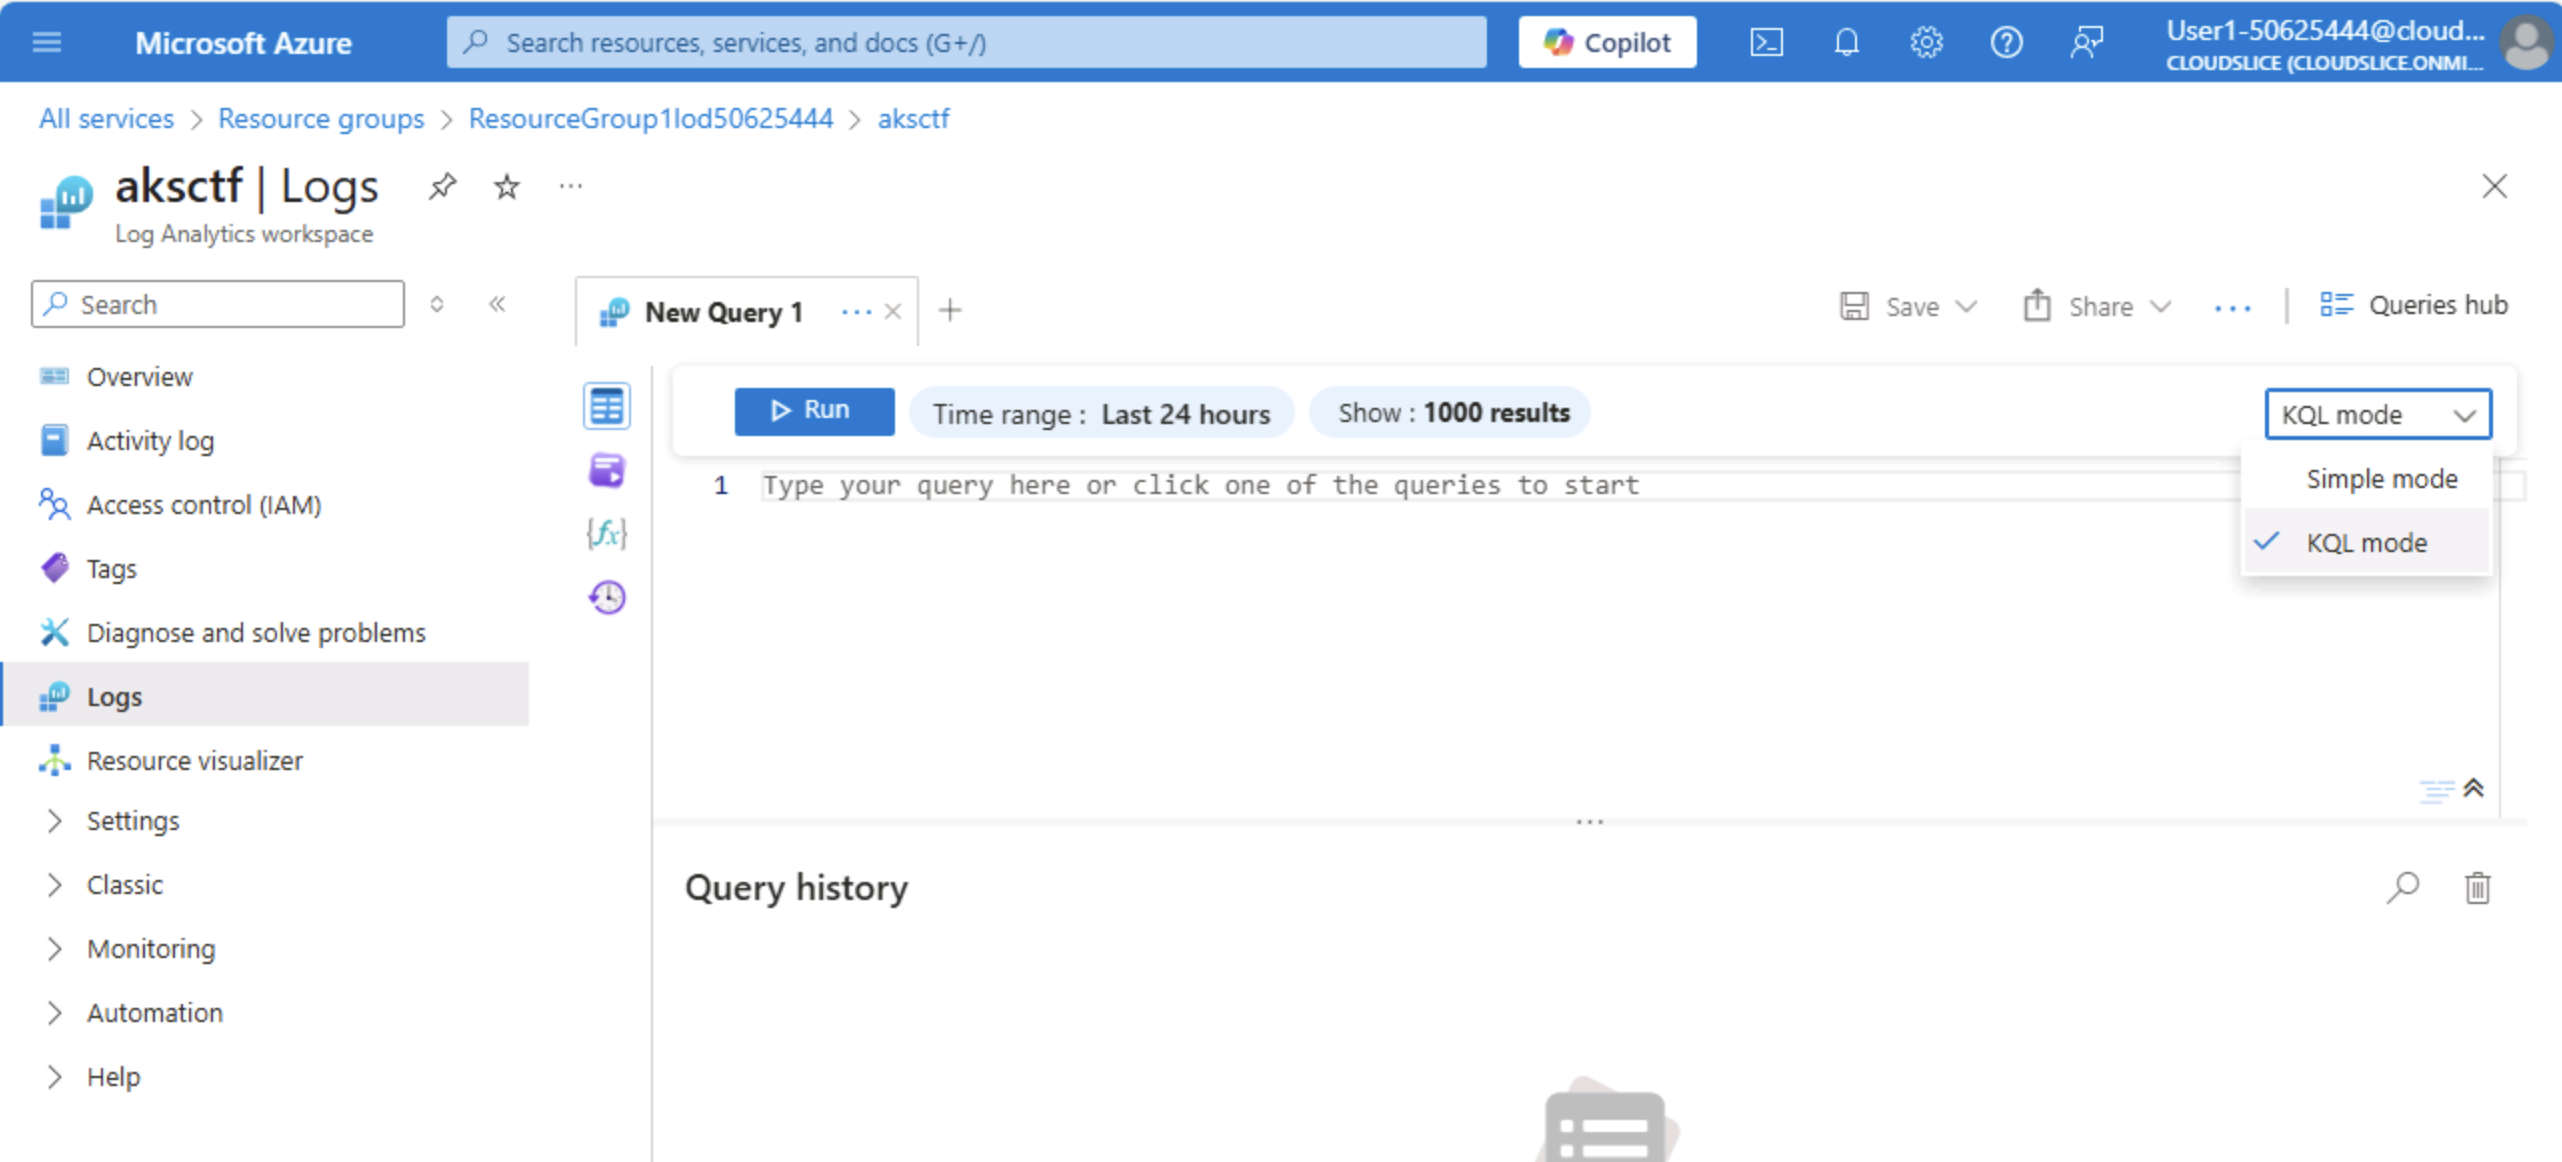 Microsoft Azure
Search resources, services, and docs (G+/)
Copilot
User1-50625444@cloud...
CLOUDSLICE (CLOUDSLICE.ONMI...
All services > Resource groups > ResourceGroup1lod50625444 > aksctf
aksctf | Logs
Log Analytics workspace
Search
Overview
Activity log
Access control (IAM)
Tags
Diagnose and solve problems
Logs
Resource visualizer
Settings
Classic
Monitoring
Automation
Help
New Query 1
Save
Share
Queries hub
Run
Time range : Last 24 hours
Show : 1000 results
KQL mode
Simple mode
KQL mode
1 Type your query here or click one of the queries to start
Query history